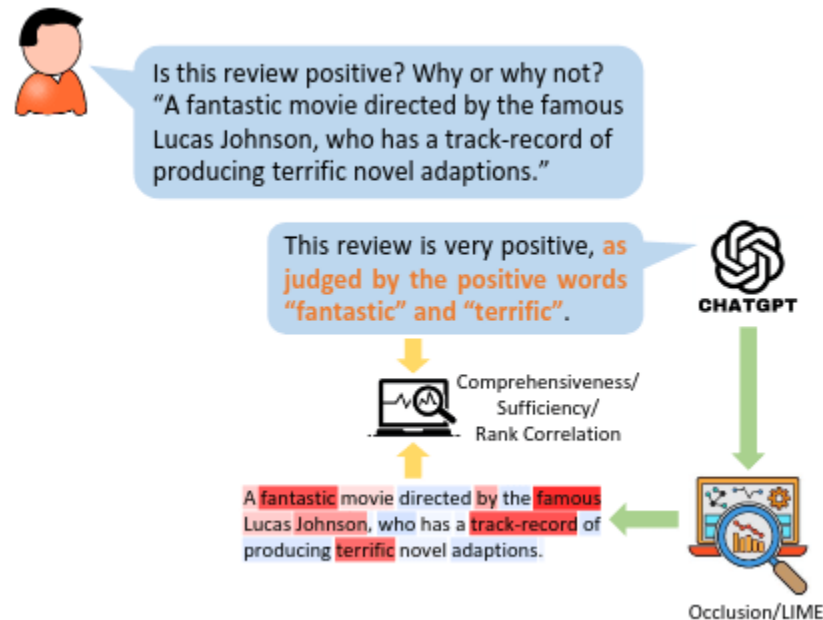 Is this review positive? Why or why not?
“A fantastic movie directed by the famous
Lucas Johnson, who has a track-record of
producing terrific novel adaptions.”
This review is very positive, as
judged by the positive words
“fantastic” and “terrific”.
CHATGPT
Comprehensiveness/
Sufficiency/
Rank Correlation
A fantastic movie directed by the famous
Lucas Johnson, who has a track-record of
producing terrific novel adaptions.
Occlusion/LIME